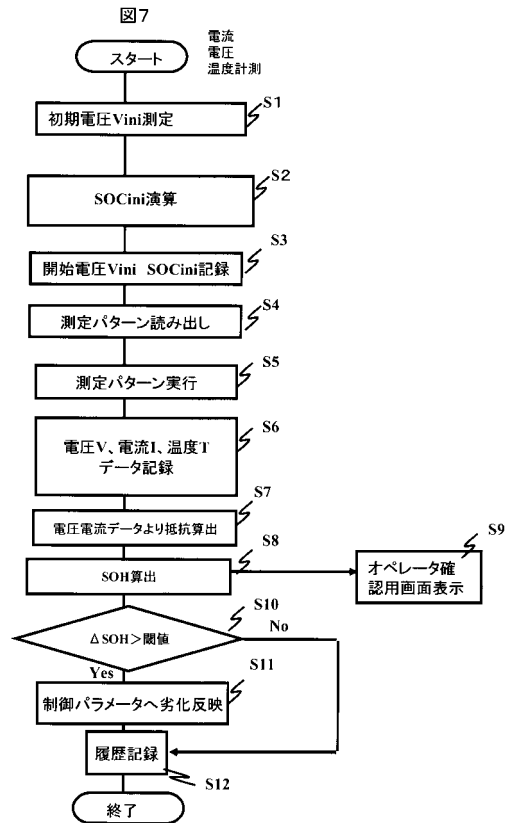 図7
スタート
電流
電圧
温度計測
S1
初期電圧Vini測定
S2
SOCini演算
S3
開始電圧Vini SOCini記録
S4
測定パターン読み出し
S5
測定パターン実行
S6
電圧V、電流I、温度T
データ記録
S7
電圧電流データより抵抗算出
S8
SOH算出
S9
オペレータ確
認用画面表示
S10
ΔSOH>閾値
No
Yes
S11
制御パラメータへ劣化反映
履歴記録
S12
終了